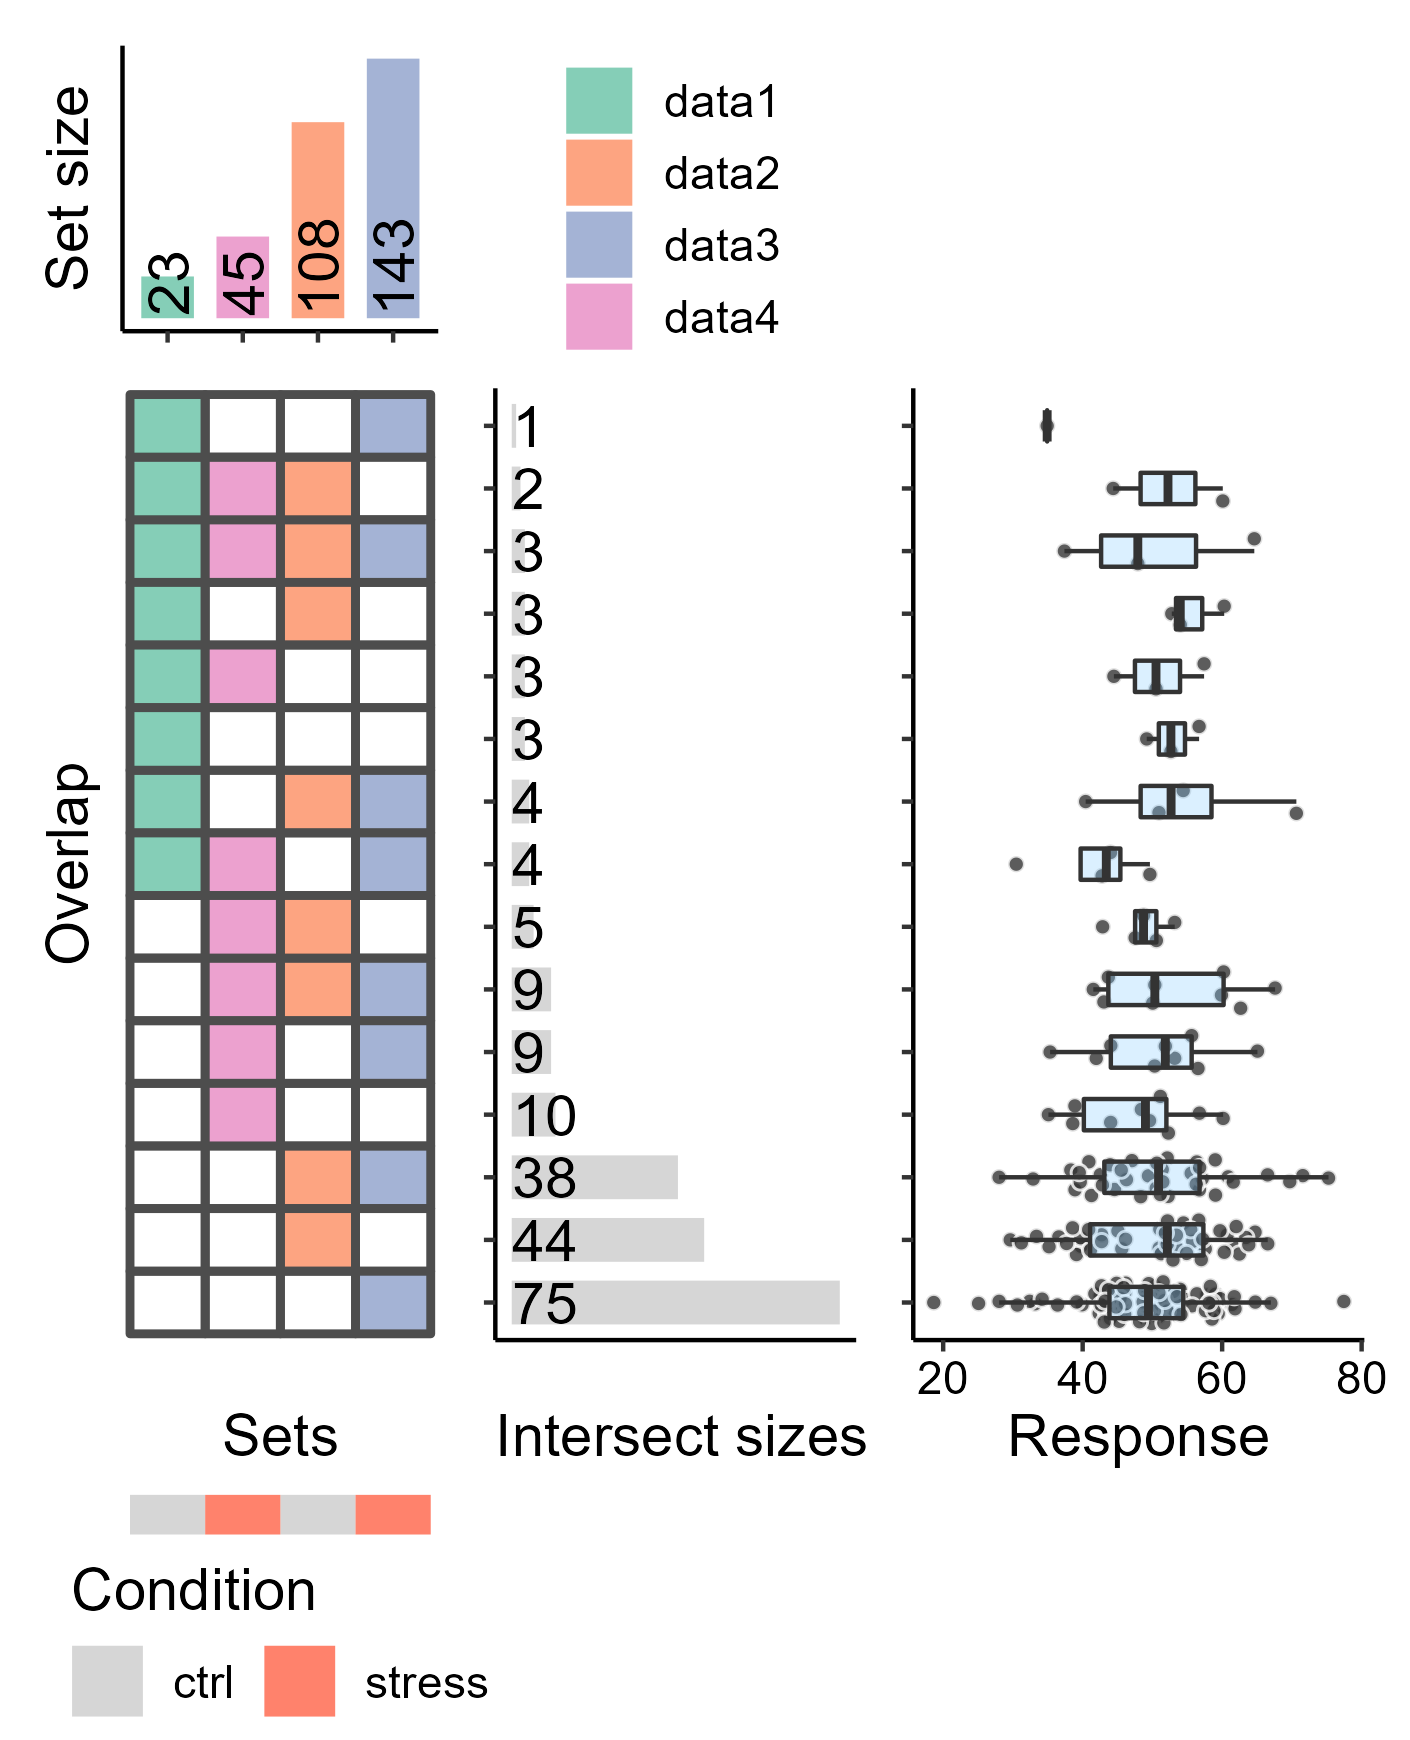 Set size
23
45
108
143
data1
data2
data3
data4
Overlap
1
2
3
3
3
3
4
4
5
9
9
10
38
44
75
20 40 60 80
Sets
Intersect sizes
Response
Condition
ctrl
stress